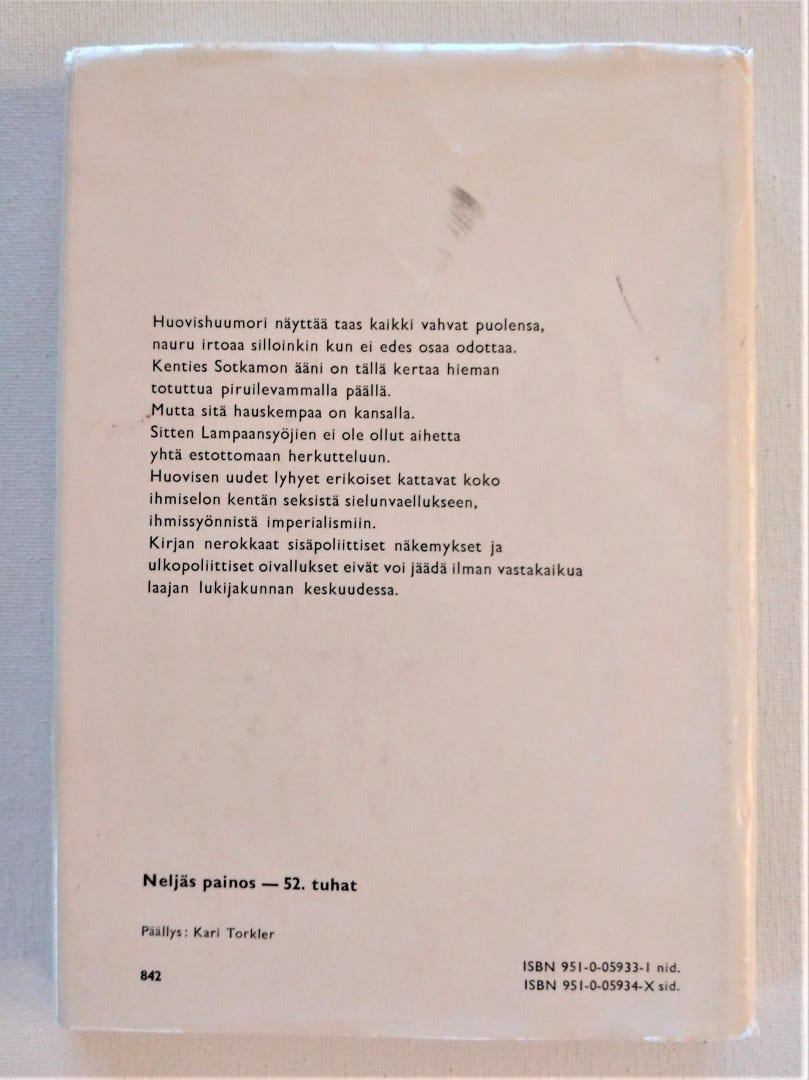 Huovishuumori näyttää taas kaikki vahvat puolensa,
nauru irtoaa silloinkin kun ei edes osaa odottaa.
Kenties Sotkamon ääni on tällä kertaa hieman
totuttua piruilevammalla päällä.
Mutta sitä hauskempaa on kansalla.
Sitten Lampaansyöjien ei ole ollut aihetta
yhtä estottomaan herkutteluun.
Huovisen uudet lyhyet erikoiset kattavat koko
ihmiselon kentän seksistä sielunvaellukseen,
ihmissyönnistä imperialismiin.
Kirjan nerokkaat sisäpoliittiset näkemykset ja
ulkopoliittiset oivallukset eivät voi jäädä ilman vastakaikua
laajan lukijakunnan keskuudessa.
Neljäs painos — 52. tuhat
Päällys: Kari Torkler
842
ISBN 951-0-05933-1 nid.
ISBN 951-0-05934-X sid.